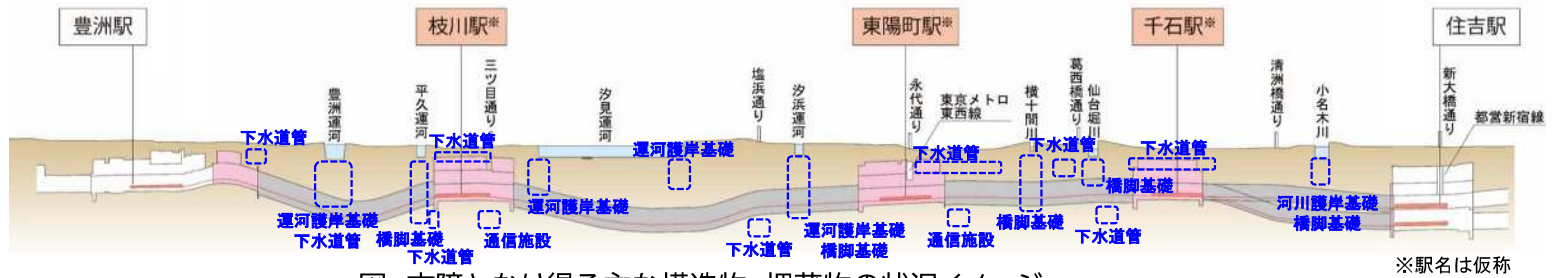 豊洲駅
枝川駅※
東陽町駅※
千石駅※
住吉駅
豊洲運河
平久運河
三ツ目通り
汐見運河
塩浜通り
汐浜運河
永代通り
東京メトロ
東西線
横十間川
葛西橋通り
仙台堀川
清洲橋通り
小名木川
新大橋通り
都営新宿線
下水道管
下水道管
運河護岸基礎
下水道管
下水道管
下水道管
運河護岸基礎
下水道管
橋脚基礎
下水道管
通信施設
運河護岸基礎
下水道管
運河護岸基礎
橋脚基礎
通信施設
橋脚基礎
橋脚基礎
下水道管
河川護岸基礎
橋脚基礎
※駅名は仮称